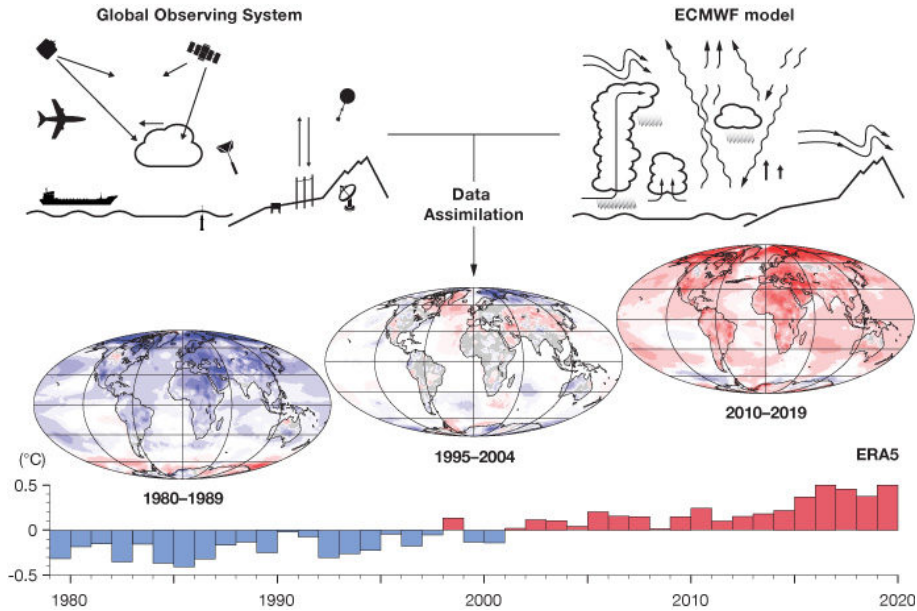 Global Observing System
ECMWF model
Data
Assimilation
2010–2019
1995–2004
ERA5
(°C)
1980–1989
0.5
0
-0.5
1980
1990
2000
2010
2020